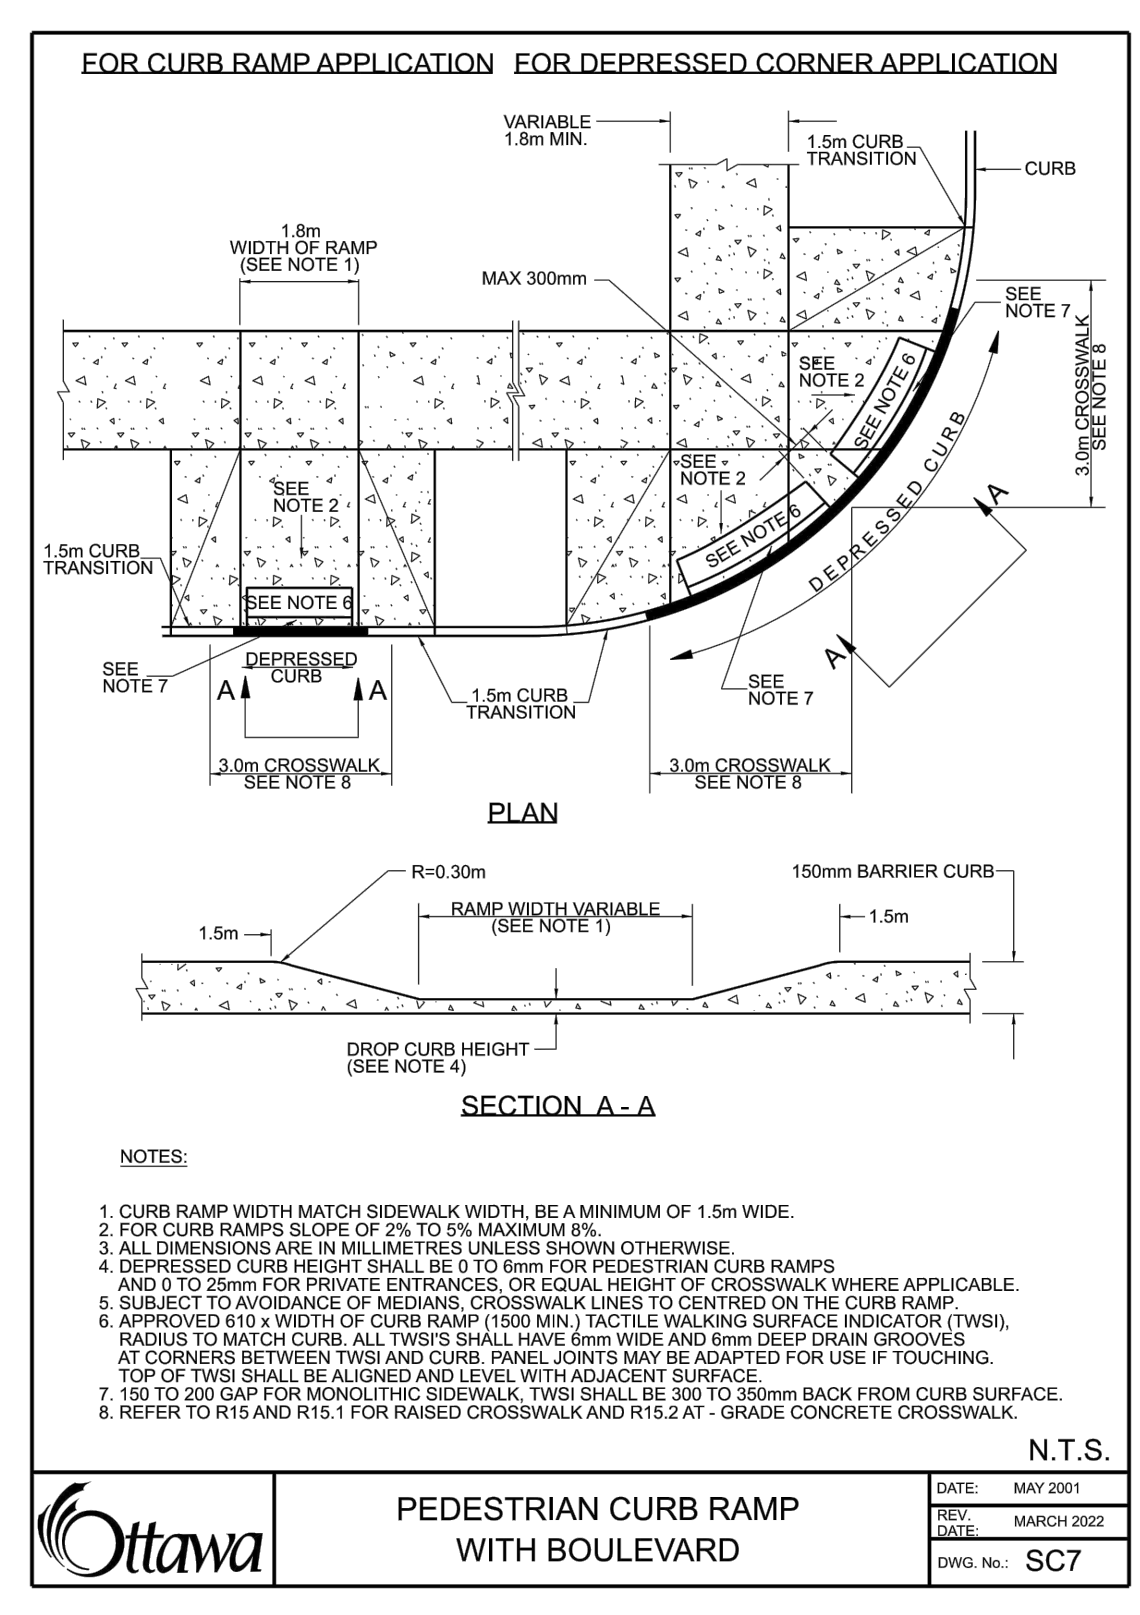 FOR CURB RAMP APPLICATION FOR DEPRESSED CORNER APPLICATION
VARIABLE
1.8m MIN.
1.5m CURB
TRANSITION
CURB
1.8m
WIDTH OF RAMP
(SEE NOTE 1)
MAX 300mm
SEE
NOTE 7
SEE
NOTE 2
SEE NOTE 6
3.0m CROSSWALK
SEE NOTE 8
SEE
NOTE 2
SEE
NOTE 2
SEE NOTE 6
DEPRESSED CURB
A
A
1.5m CURB
TRANSITION
SEE NOTE 6
SEE
NOTE 7
DEPRESSED
CURB
A
A
1.5m CURB
TRANSITION
SEE
NOTE 7
3.0m CROSSWALK
SEE NOTE 8
3.0m CROSSWALK
SEE NOTE 8
PLAN
R=0.30m
150mm BARRIER CURB
RAMP WIDTH VARIABLE
(SEE NOTE 1)
1.5m
1.5m
DROP CURB HEIGHT
(SEE NOTE 4)
SECTION A - A
NOTES:
1. CURB RAMP WIDTH MATCH SIDEWALK WIDTH, BE A MINIMUM OF 1.5m WIDE.
2. FOR CURB RAMPS SLOPE OF 2% TO 5% MAXIMUM 8%.
3. ALL DIMENSIONS ARE IN MILLIMETRES UNLESS SHOWN OTHERWISE.
4. DEPRESSED CURB HEIGHT SHALL BE 0 TO 6mm FOR PEDESTRIAN CURB RAMPS
AND 0 TO 25mm FOR PRIVATE ENTRANCES, OR EQUAL HEIGHT OF CROSSWALK WHERE APPLICABLE.
5. SUBJECT TO AVOIDANCE OF MEDIANS, CROSSWALK LINES TO CENTRED ON THE CURB RAMP.
6. APPROVED 610 x WIDTH OF CURB RAMP (1500 MIN.) TACTILE WALKING SURFACE INDICATOR (TWSI),
RADIUS TO MATCH CURB. ALL TWSI'S SHALL HAVE 6mm WIDE AND 6mm DEEP DRAIN GROOVES
AT CORNERS BETWEEN TWSI AND CURB. PANEL JOINTS MAY BE ADAPTED FOR USE IF TOUCHING.
TOP OF TWSI SHALL BE ALIGNED AND LEVEL WITH ADJACENT SURFACE.
7. 150 TO 200 GAP FOR MONOLITHIC SIDEWALK, TWSI SHALL BE 300 TO 350mm BACK FROM CURB SURFACE.
8. REFER TO R15 AND R15.1 FOR RAISED CROSSWALK AND R15.2 AT - GRADE CONCRETE CROSSWALK.
N.T.S.
Ottawa
PEDESTRIAN CURB RAMP
WITH BOULEVARD
DATE: MAY 2001
REV.
DATE: MARCH 2022
DWG. No.: SC7